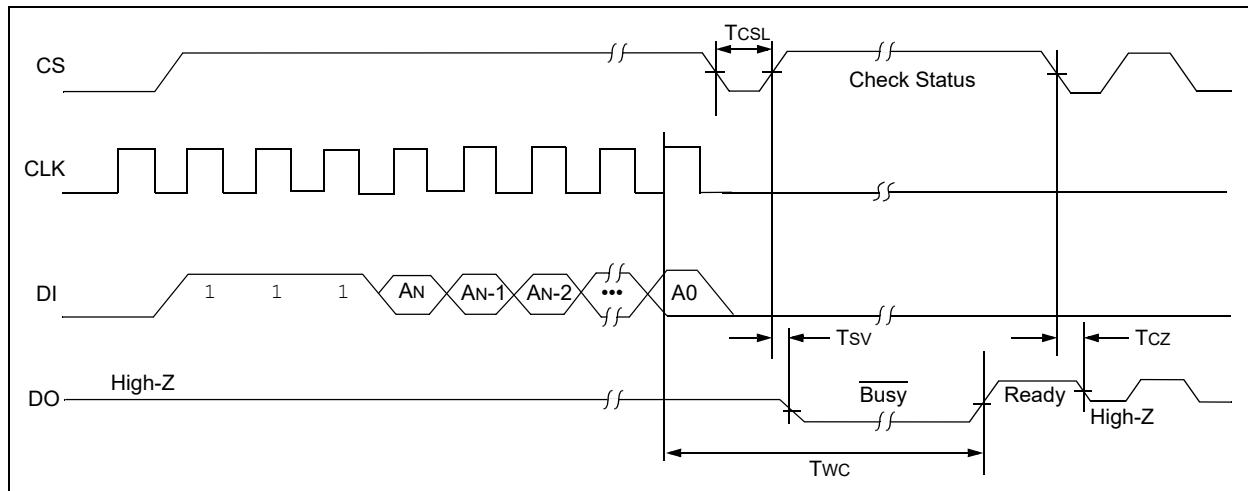 TCSL
CS
Check Status
CLK
DI
1 1 1 AN AN-1 AN-2 ••• A0
TSV
TCZ
High-Z
DO
Busy
Ready
High-Z
TWC